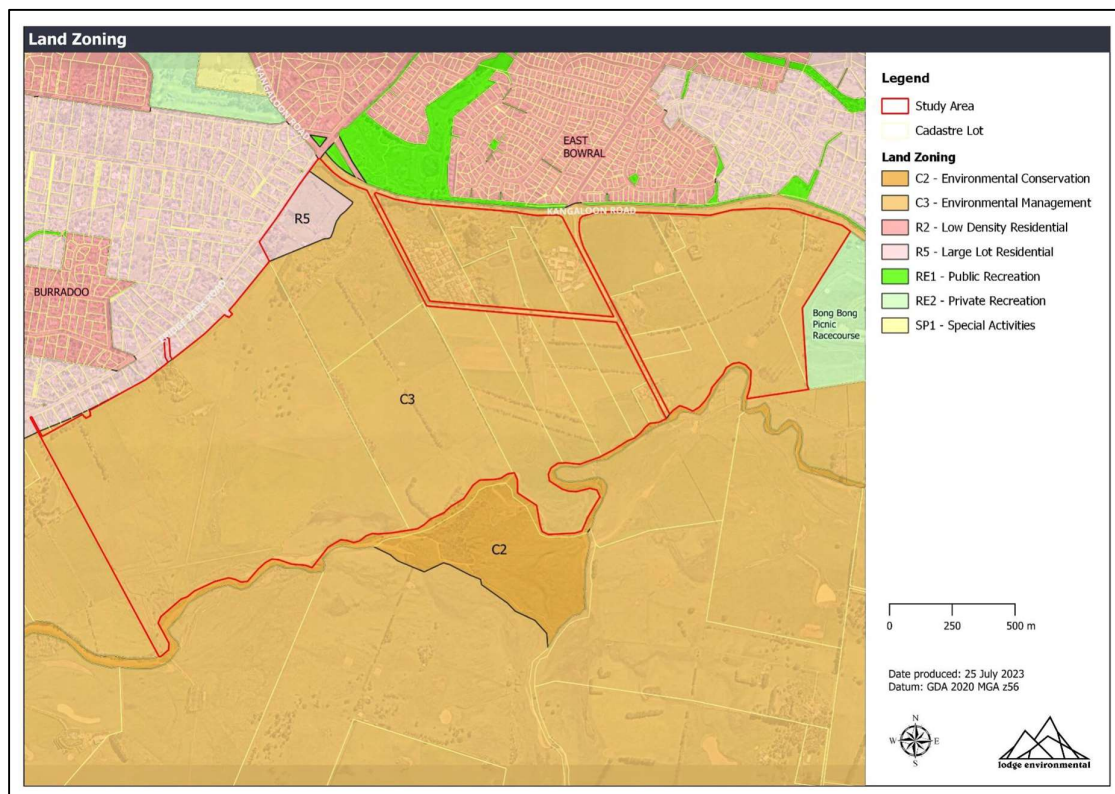 Land Zoning
KANGALOON ROAD
EAST
BOWRAL
R5
KANGALOON ROAD
BURRADOO
Bong Bong
Picnic
Racecourse
C3
C2
Legend
Study Area
Cadastre Lot
Land Zoning
C2 - Environmental Conservation
C3 - Environmental Management
R2 - Low Density Residential
R5 - Large Lot Residential
RE1 - Public Recreation
RE2 - Private Recreation
SP1 - Special Activities
0 250 500 m
Date produced: 25 July 2023
Datum: GDA 2020 MGA z56
N
W E
S
lodge environmental